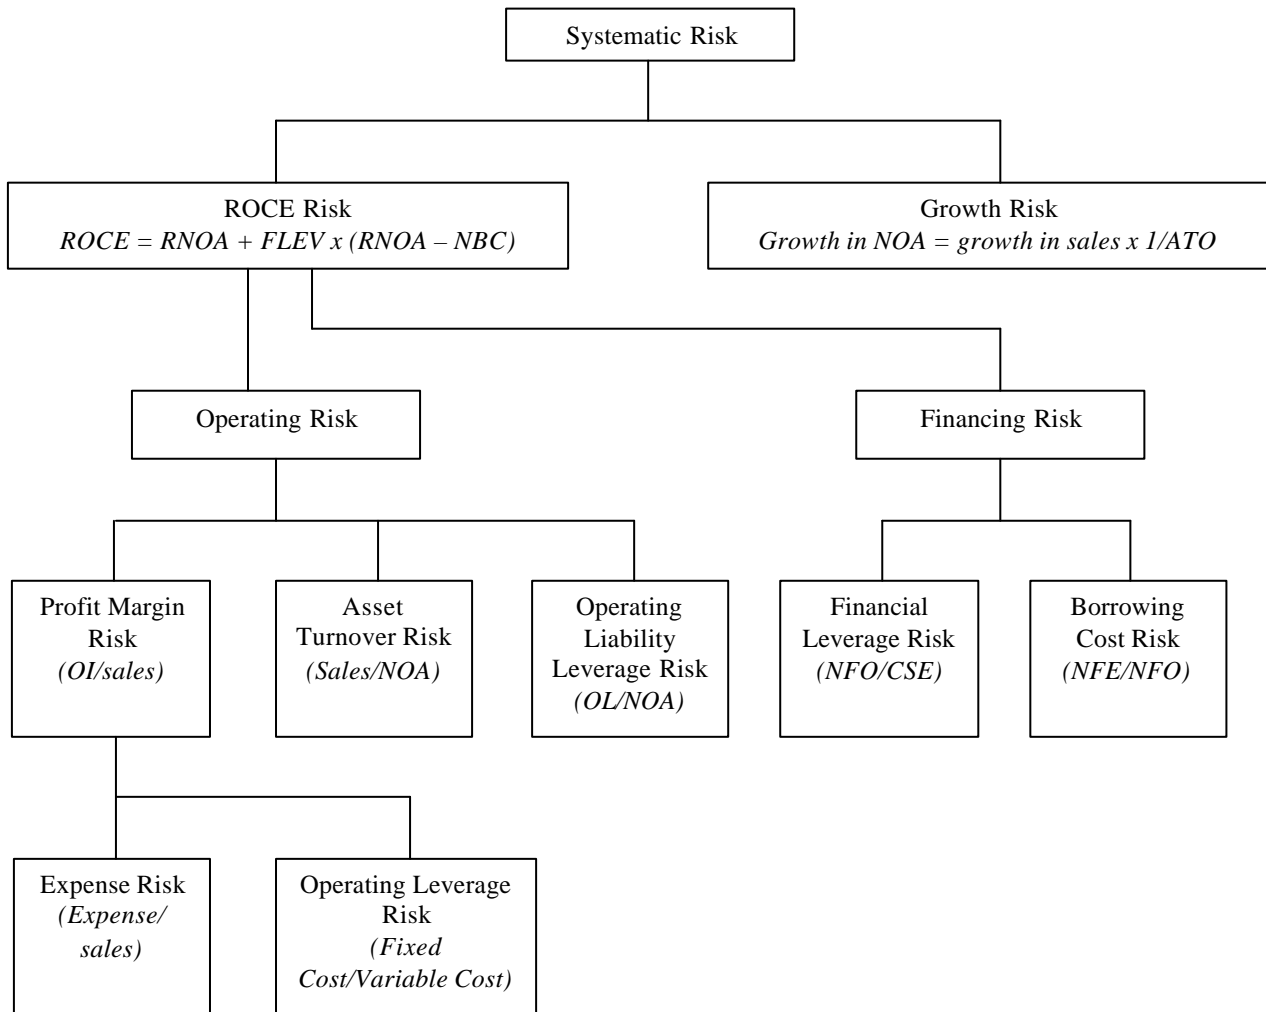 Systematic Risk
ROCE Risk
ROCE = RNOA + FLEV x (RNOA – NBC)
Growth Risk
Growth in NOA = growth in sales x 1/ATO
Operating Risk
Financing Risk
Profit Margin
Risk
(OI/sales)
Asset
Turnover Risk
(Sales/NOA)
Operating
Liability
Leverage Risk
(OL/NOA)
Financial
Leverage Risk
(NFO/CSE)
Borrowing
Cost Risk
(NFE/NFO)
Expense Risk
(Expense/
sales)
Operating Leverage
Risk
(Fixed
Cost/Variable Cost)